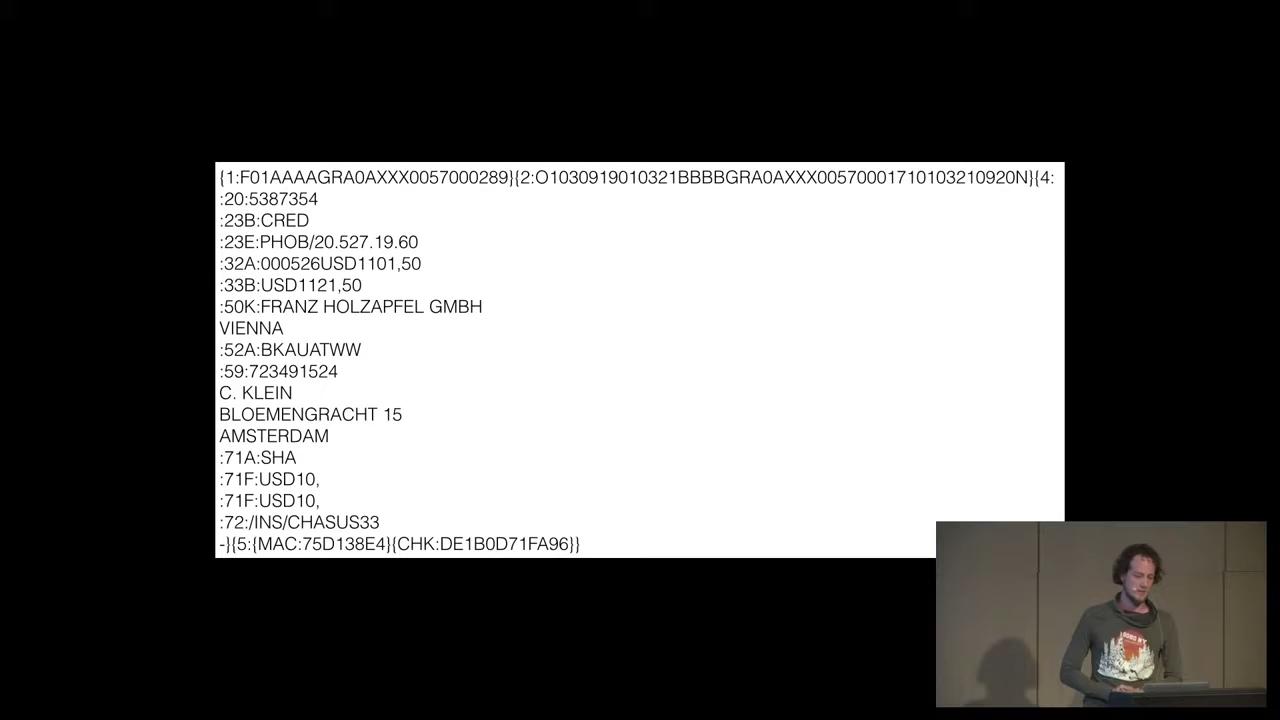 {1:F01AAAAGRA0AXXX0057000289}{2:O1030919010321BBBBGRA0AXXX00570001710103210920N}{4:
:20:5387354
:23B:CRED
:23E:PHOB/20.527.19.60
:32A:000526USD1101,50
:33B:USD1121,50
:50K:FRANZ HOLZAPFEL GMBH
VIENNA
:52A:BKAUATWW
:59:723491524
C. KLEIN
BLOEMENGRACHT 15
AMSTERDAM
:71A:SHA
:71F:USD10,
:71F:USD10,
:72:/INS/CHASUS33
-}{5:{MAC:75D138E4}{CHK:DE1B0D71FA96}}